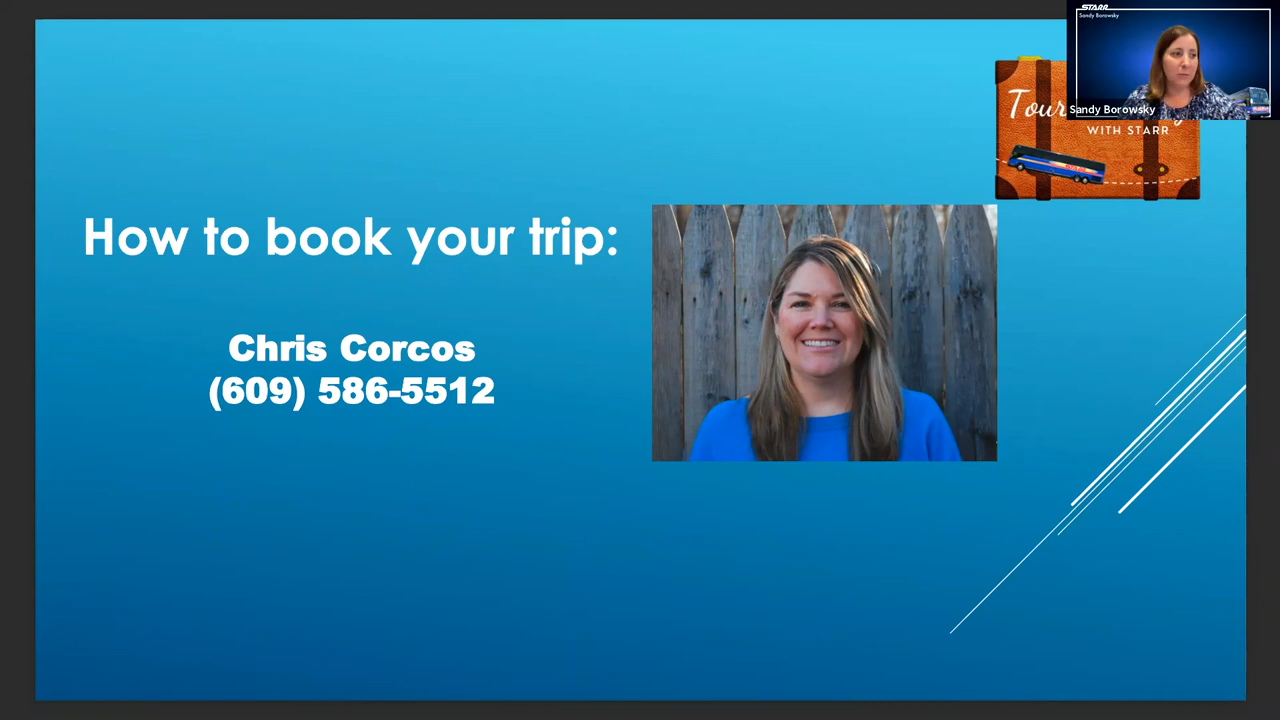 STARR
Sandy Borowsky
Sandy Borowsky
Tour
WITH STARR
How to book your trip:
Chris Corcos
(609) 586-5512